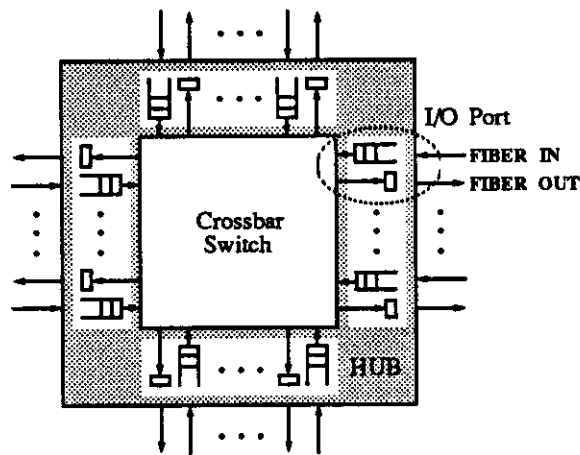 I/O Port
FIBER IN
FIBER OUT
Crossbar
Switch
HUB